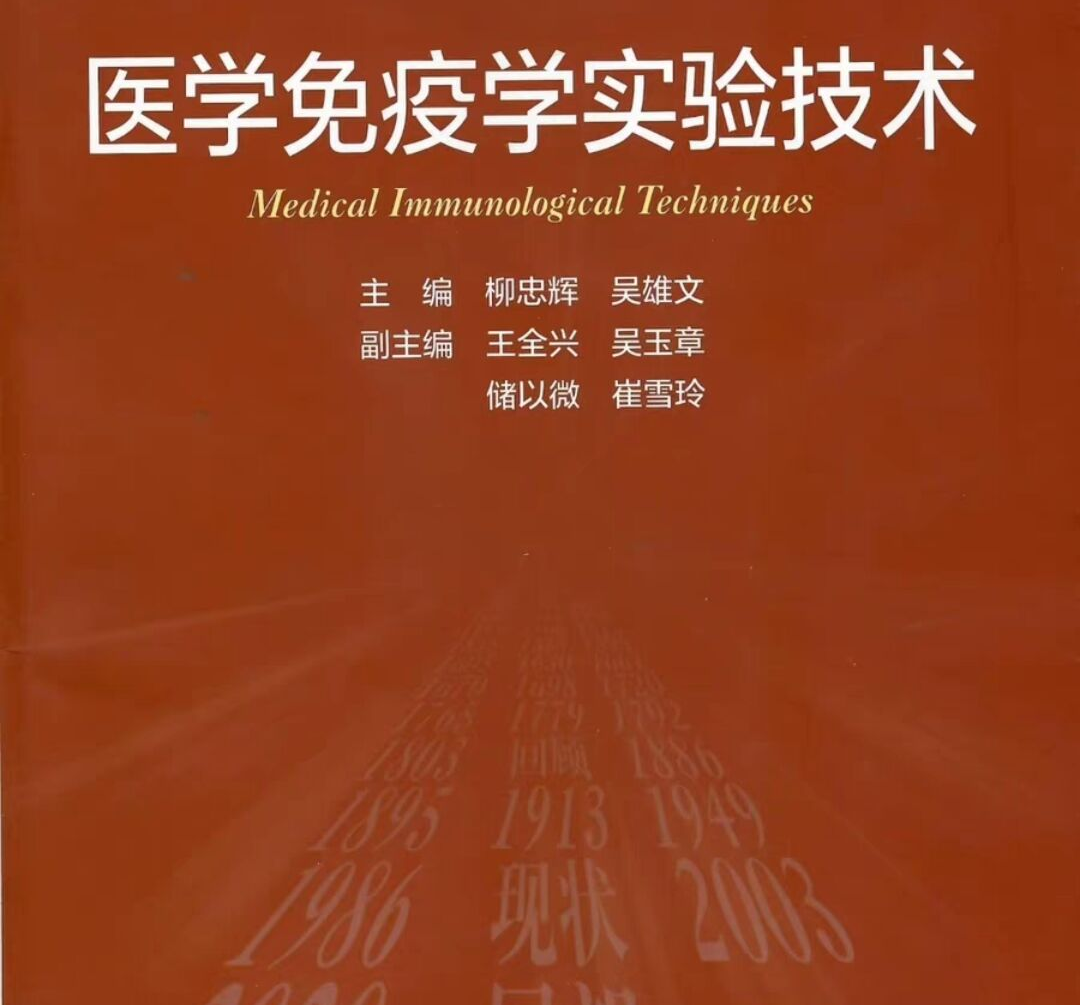 医学免疫学实验技术
Medical Immunological Techniques
主 编 柳忠辉 吴雄文
副主编 王全兴 吴玉章
储以微 崔雪玲
1768 1779 1792
1803 回顾 1886
1895 1913 1949
1986 现状 2003